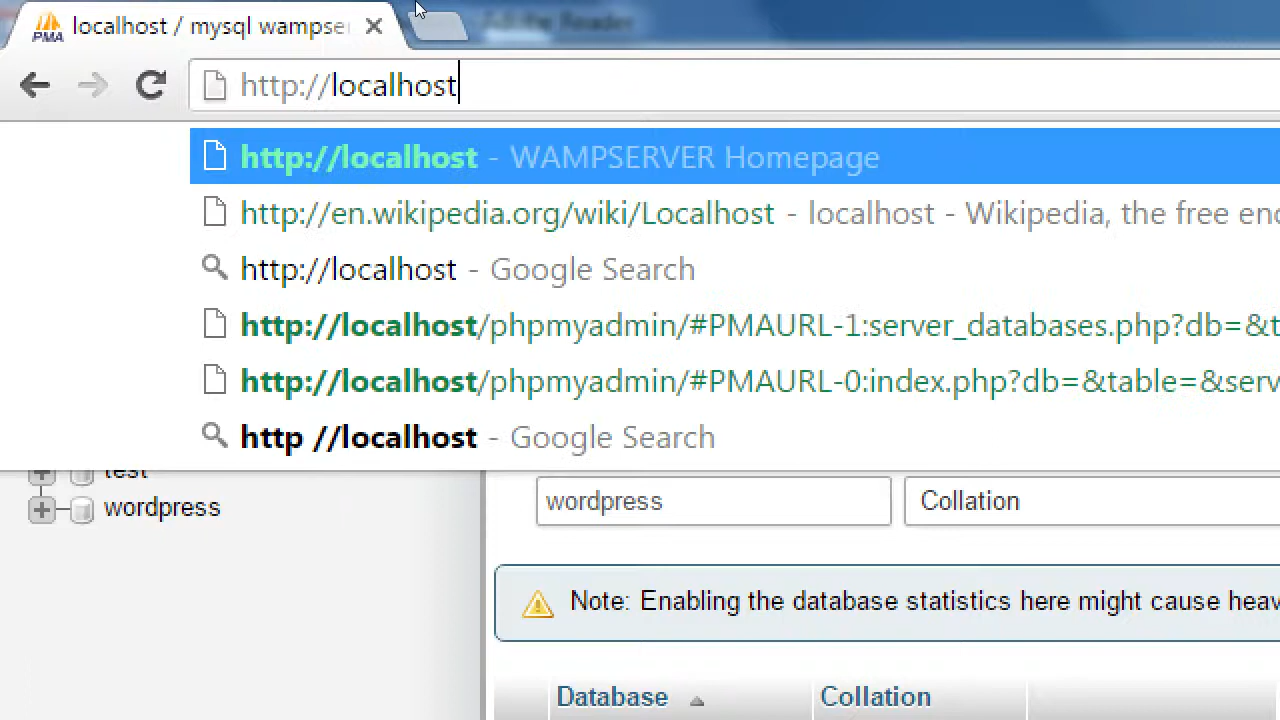 Adobe Reader
PMA localhost / mysql wampse
http://localhost
http://localhost - WAMPSERVER Homepage
http://en.wikipedia.org/wiki/Localhost - localhost - Wikipedia, the free enc
http://localhost - Google Search
http://localhost/phpmyadmin/#PMAURL-1:server_databases.php?db=&t
http://localhost/phpmyadmin/#PMAURL-0:index.php?db=&table=&serv
http //localhost - Google Search
test
wordpress
wordpress Collation
Note: Enabling the database statistics here might cause heav
Database Collation